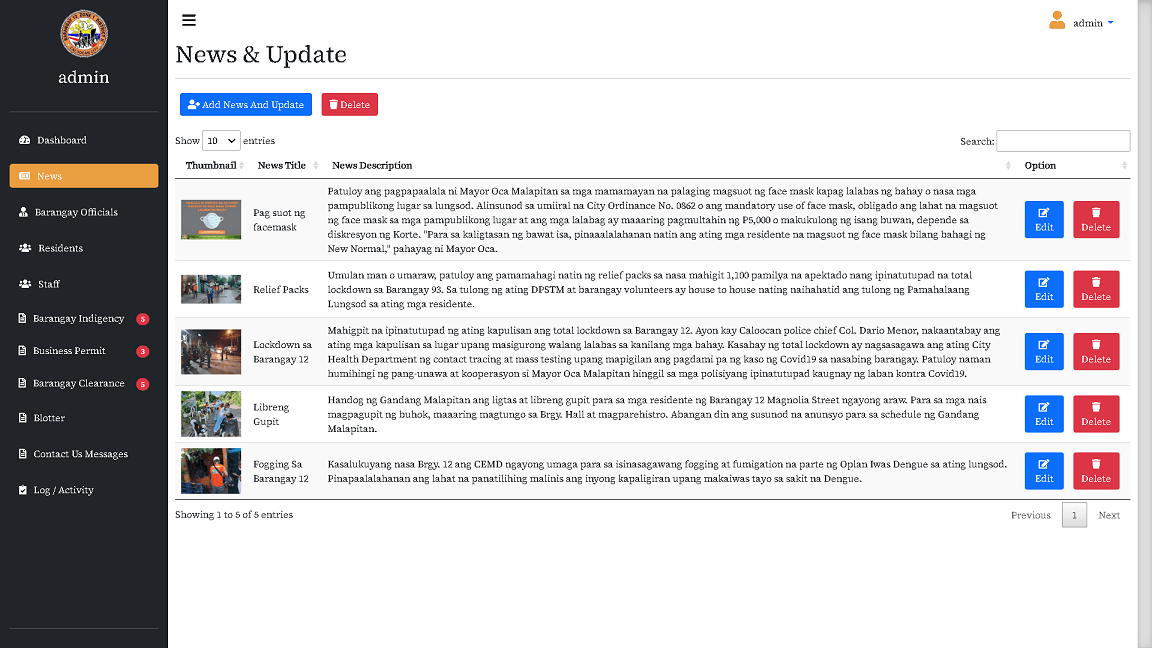 admin
admin
News & Update
Add News And Update
Delete
Dashboard
News
Barangay Officials
Residents
Staff
Barangay Indigency 5
Business Permit 3
Barangay Clearance 5
Blotter
Contact Us Messages
Log / Activity
Show 10 entries
Search:
Thumbnail News Title News Description Option
Pag suot ng
facemask
Patuloy ang pagpapaalala ni Mayor Oca Malapitan sa mga mamamayan na palaging magsuot ng face mask kapag lalabas ng bahay o nasa mga
pampublikong lugar sa lungsod. Alinsunod sa umiiral na City Ordinance No. 0862 o ang mandatory use of face mask, obligado ang lahat na magsuot
ng face mask sa mga pampublikong lugar at ang mga lalabag ay maaaring pagmultahin ng P5,000 o makukulong ng isang buwan, depende sa
diskresyon ng Korte. "Para sa kaligtasan ng bawat isa, pinaaalalahanan natin ang ating mga residente na magsuot ng face mask bilang bahagi ng
New Normal," pahayag ni Mayor Oca.
Edit
Delete
Relief Packs
Umulan man o umaraw, patuloy ang pamamahagi natin ng relief packs sa nasa mahigit 1,100 pamilya na apektado nang ipinatutupad na total
lockdown sa Barangay 93. Sa tulong ng ating DPSTM at barangay volunteers ay house to house nating naihahatid ang tulong ng Pamahalaang
Lungsod sa ating mga residente.
Edit
Delete
Lockdown sa
Barangay 12
Mahigpit na ipinatutupad ng ating kapulisan ang total lockdown sa Barangay 12. Ayon kay Caloocan police chief Col. Dario Menor, nakaantabay ang
ating mga kapulisan sa lugar upang masigurong walang lalabas sa kanilang mga bahay. Kasabay ng total lockdown ay nagsasagawa ang ating City
Health Department ng contact tracing at mass testing upang mapigilan ang pagdami pa ng kaso ng Covid19 sa nasabing barangay. Patuloy naman
humihingi ng pang-unawa at kooperasyon si Mayor Oca Malapitan hinggil sa mga polisiyang ipinatutupad kaugnay ng laban kontra Covid19.
Edit
Delete
Libreng
Gupit
Handog ng Gandang Malapitan ang ligtas at libreng gupit para sa mga residente ng Barangay 12 Magnolia Street ngayong araw. Para sa mga nais
magpagupit ng buhok, maaaring magtungo sa Brgy. Hall at magparehistro. Abangan din ang susunod na anunsyo para sa schedule ng Gandang
Malapitan.
Edit
Delete
Fogging Sa
Barangay 12
Kasalukuyang nasa Brgy. 12 ang CEMD ngayong umaga para sa isinasagawang fogging at fumigation na parte ng Oplan Iwas Dengue sa ating lungsod.
Pinapaalalahanan ang lahat na panatilihing malinis ang inyong kapaligiran upang makaiwas tayo sa sakit na Dengue.
Edit
Delete
Showing 1 to 5 of 5 entries
Previous 1 Next